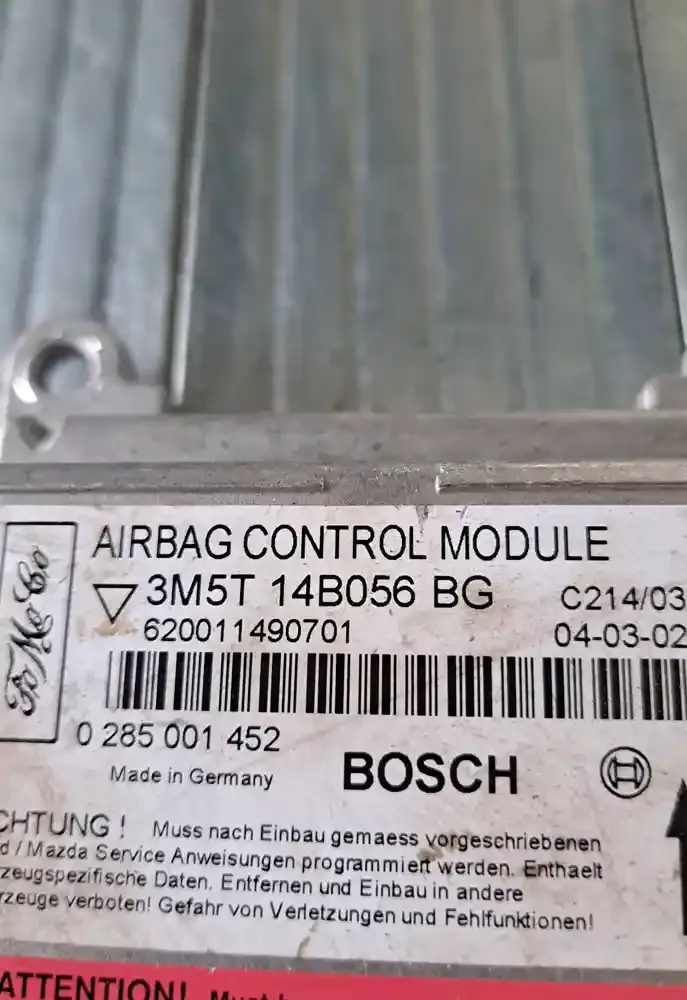 AIRBAG CONTROL MODULE
3M5T 14B056 BG C214/03
620011490701 04-03-02
FoMoCo
0 285 001 452
Made in Germany BOSCH
CHTUNG ! Muss nach Einbau gemaess vorgeschriebenen
d / Mazda Service Anweisungen programmiert werden. Enthaelt
zeugspezifische Daten. Entfernen und Einbau in andere
rzeuge verboten! Gefahr von Verletzungen und Fehlfunktionen!
ATTENTION!